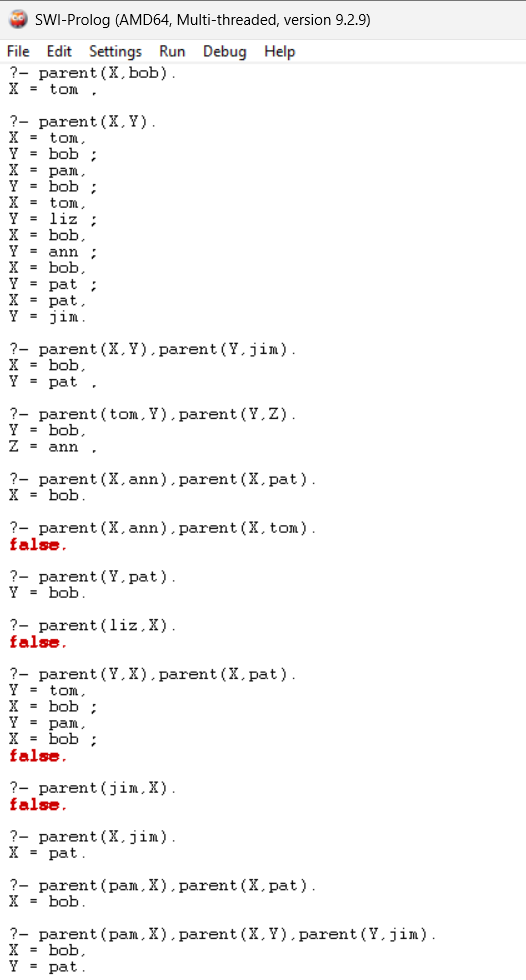 SWI-Prolog (AMD64, Multi-threaded, version 9.2.9)
File Edit Settings Run Debug Help
?- parent(X,bob).
X = tom .
?- parent(X,Y).
X = tom,
Y = bob ;
X = pam,
Y = bob ;
X = tom,
Y = liz ;
X = bob,
Y = ann ;
X = bob,
Y = pat ;
X = pat,
Y = jim.
?- parent(X,Y),parent(Y,jim).
X = bob,
Y = pat .
?- parent(tom,Y),parent(Y,Z).
Y = bob,
Z = ann .
?- parent(X,ann),parent(X,pat).
X = bob.
?- parent(X,ann),parent(X,tom).
false.
?- parent(Y,pat).
Y = bob.
?- parent(liz,X).
false.
?- parent(Y,X),parent(X,pat).
Y = tom,
X = bob ;
Y = pam,
X = bob ;
false.
?- parent(jim,X).
false.
?- parent(X,jim).
X = pat.
?- parent(pam,X),parent(X,pat).
X = bob.
?- parent(pam,X),parent(X,Y),parent(Y,jim).
X = bob,
Y = pat.